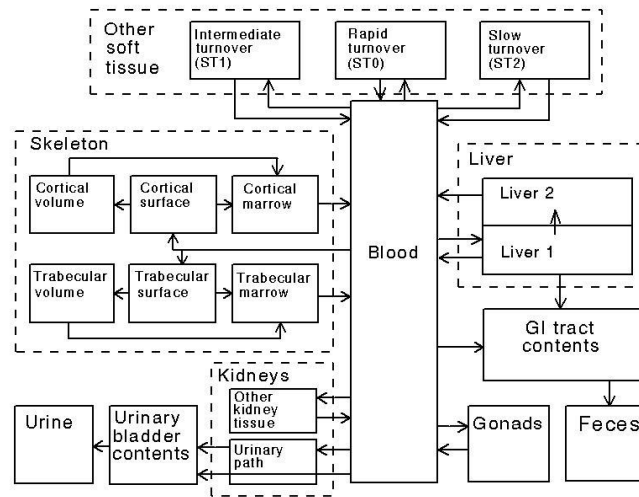 Other
soft
tissue
Intermediate
turnover
(ST1)
Rapid
turnover
(ST0)
Slow
turnover
(ST2)
Skeleton
Cortical
volume
Cortical
surface
Cortical
marrow
Trabecular
volume
Trabecular
surface
Trabecular
marrow
Blood
Liver
Liver 2
Liver 1
GI tract
contents
Kidneys
Other
kidney
tissue
Urinary
path
Urine
Urinary
bladder
contents
Gonads
Feces